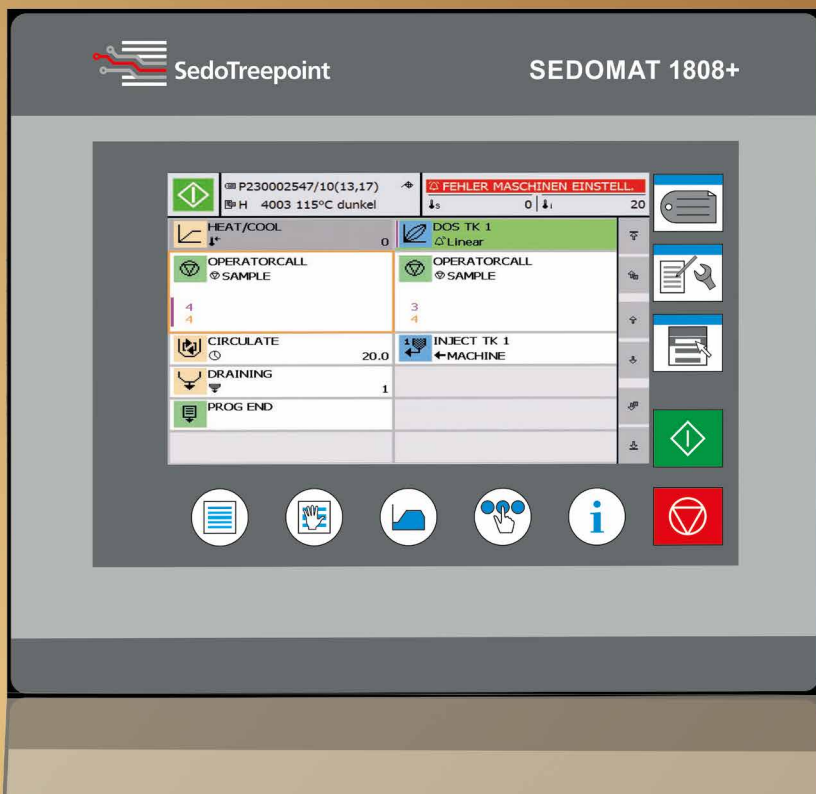 SedoTreepoint
SEDOMAT 1808+
P230002547/10(13,17)
FEHLER MASCHINEN EINSTELL.
H 4003 115°C dunkel
s 0 i 20
HEAT/COOL
0
DOS TK 1
Linear
OPERATORCALL
SAMPLE
4
4
OPERATORCALL
SAMPLE
3
4
CIRCULATE
20.0
INJECT TK 1
MACHINE
DRAINING
1
PROG END
i